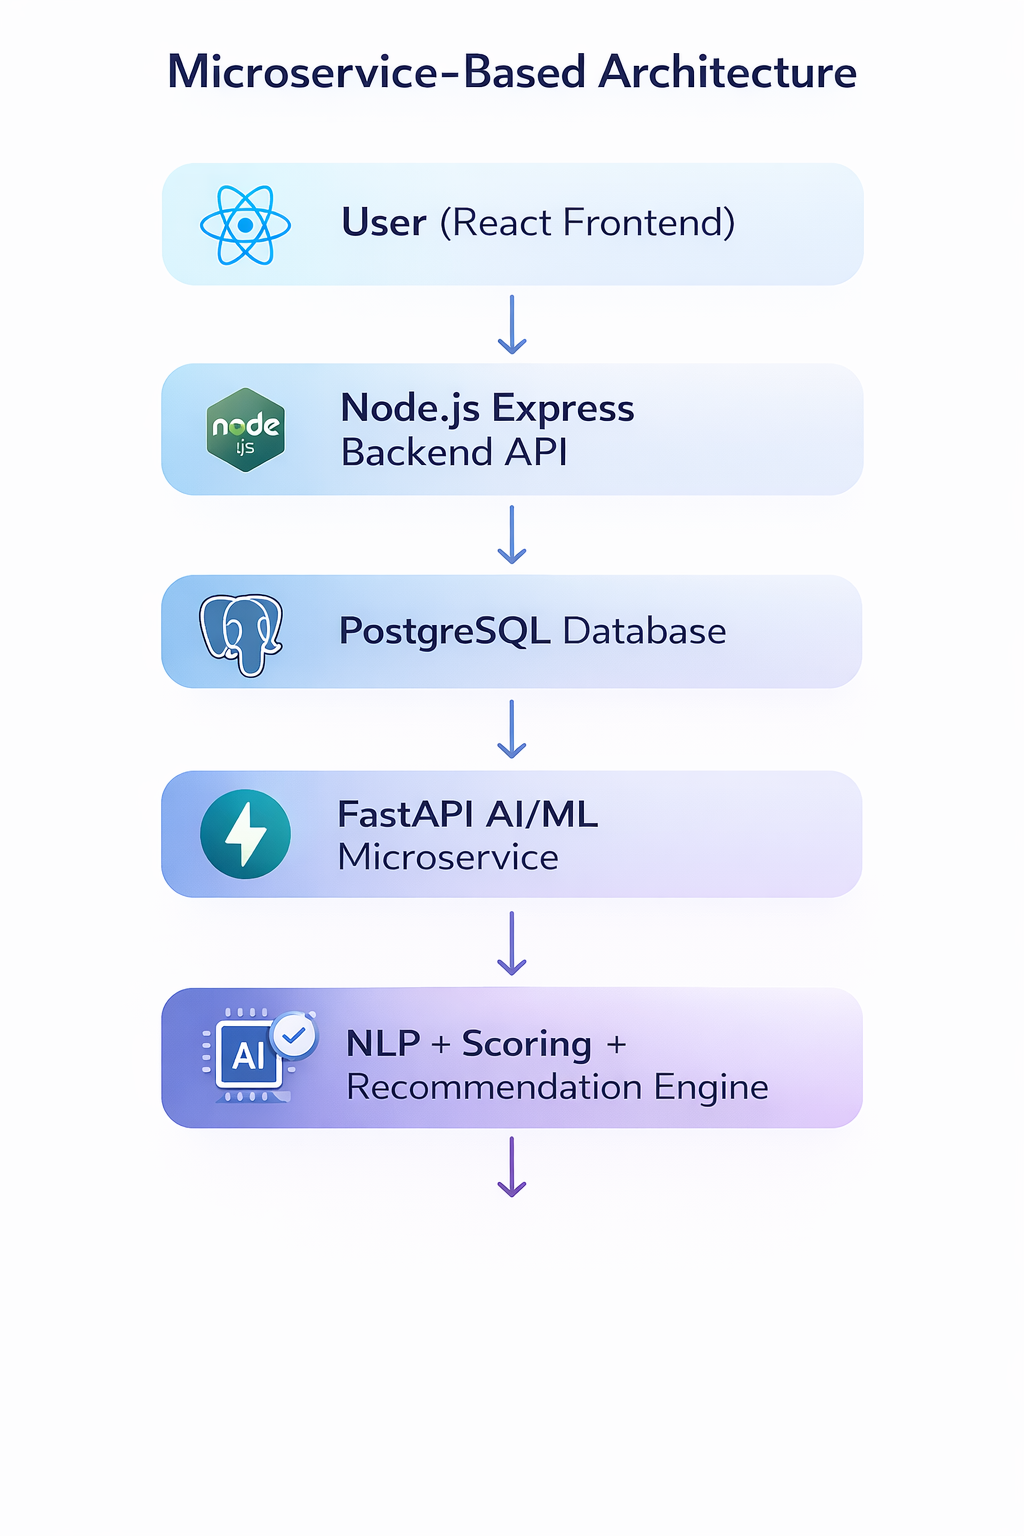 Microservice-Based Architecture
User (React Frontend)
node
js
Node.js Express
Backend API
PostgreSQL Database
FastAPI AI/ML
Microservice
AI
NLP + Scoring +
Recommendation Engine